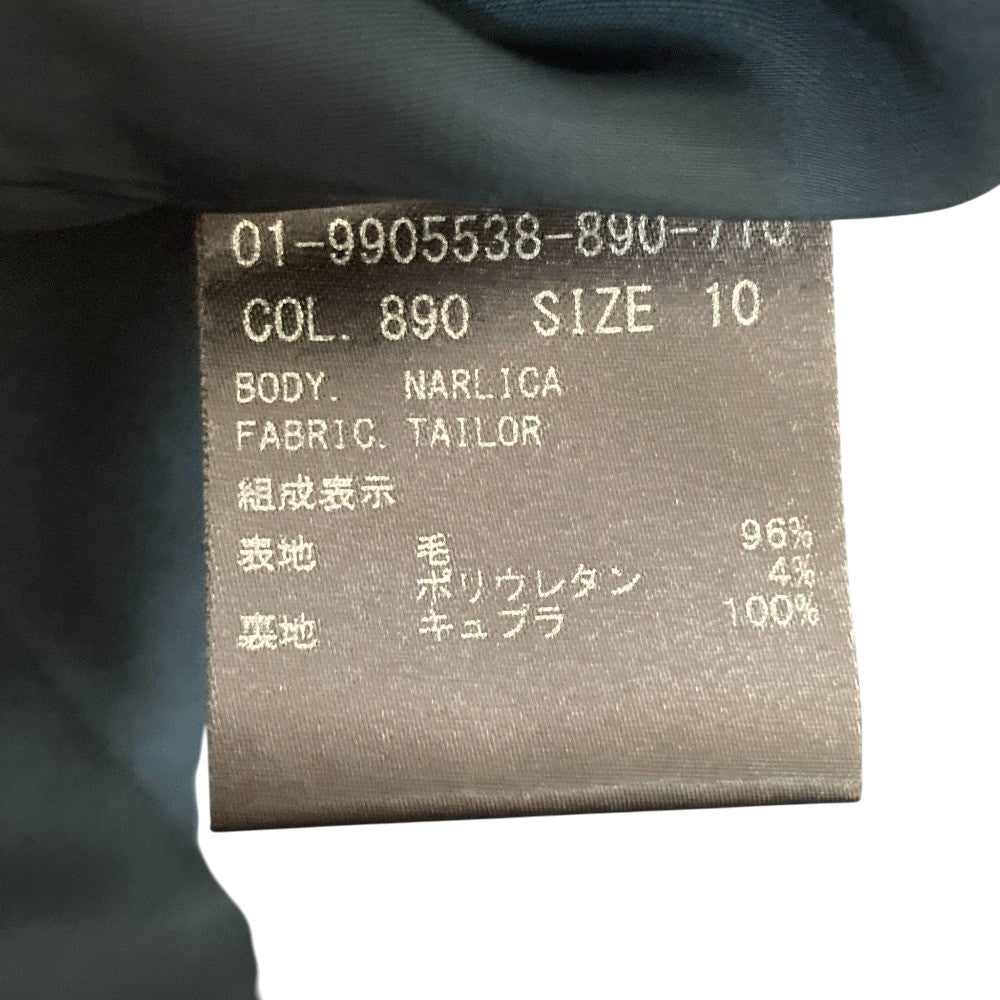 01-9905538-890-710
COL. 890 SIZE 10
BODY. NARLICA
FABRIC. TAILOR
組成表示
表地 毛 96%
ポリウレタン 4%
裏地 キュプラ 100%